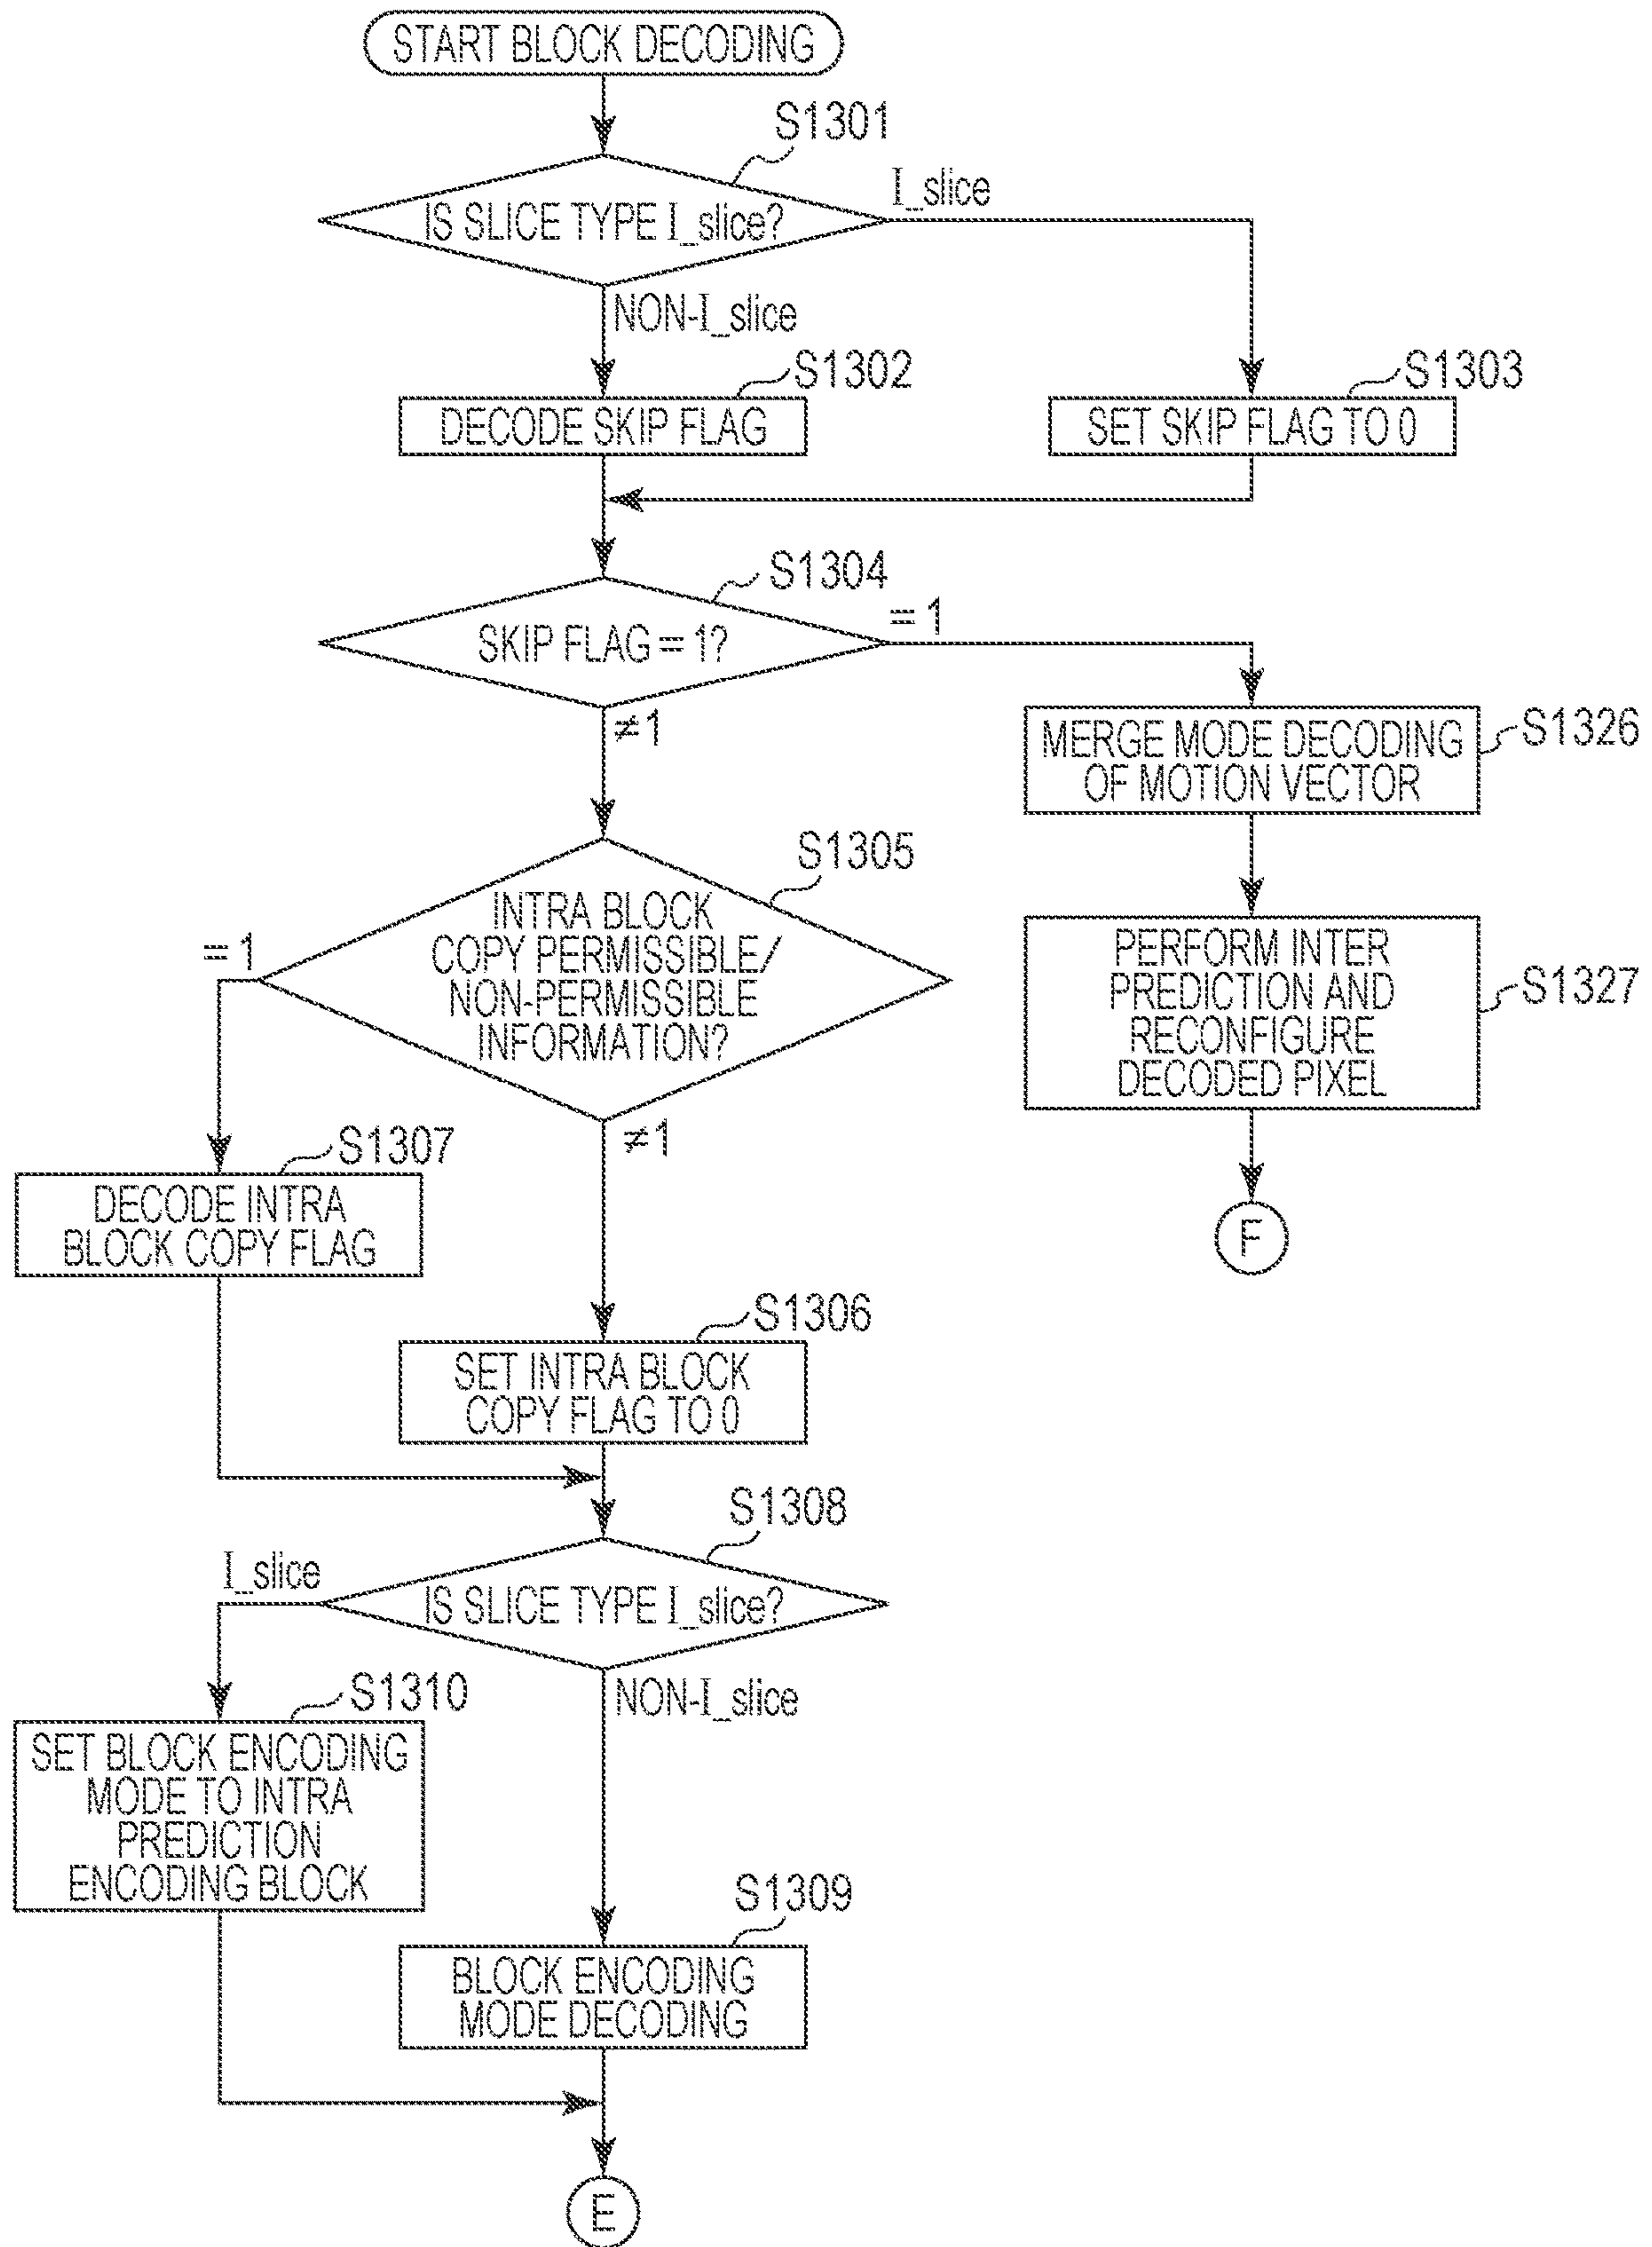 START BLOCK DECODING
S1301
IS SLICE TYPE I_slice?
I_slice
NON-I_slice
S1302
DECODE SKIP FLAG
S1303
SET SKIP FLAG TO 0
S1304
SKIP FLAG = 1?
= 1
≠1
S1326
MERGE MODE DECODING
OF MOTION VECTOR
S1305
INTRA BLOCK
COPY PERMISSIBLE/
NON-PERMISSIBLE
INFORMATION?
= 1
≠1
S1327
PERFORM INTER
PREDICTION AND
RECONFIGURE
DECODED PIXEL
F
S1307
DECODE INTRA
BLOCK COPY FLAG
S1306
SET INTRA BLOCK
COPY FLAG TO 0
S1308
IS SLICE TYPE I_slice?
I_slice
NON-I_slice
S1310
SET BLOCK ENCODING
MODE TO INTRA
PREDICTION
ENCODING BLOCK
S1309
BLOCK ENCODING
MODE DECODING
E